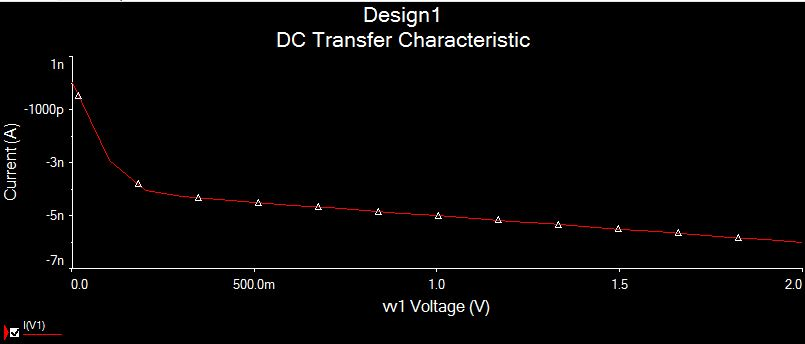 Design1
DC Transfer Characteristic
1n
-1000p
-3n
-5n
-7n
Current (A)
0.0
500.0m
1.0
1.5
2.0
vv1 Voltage (V)
I(V1)